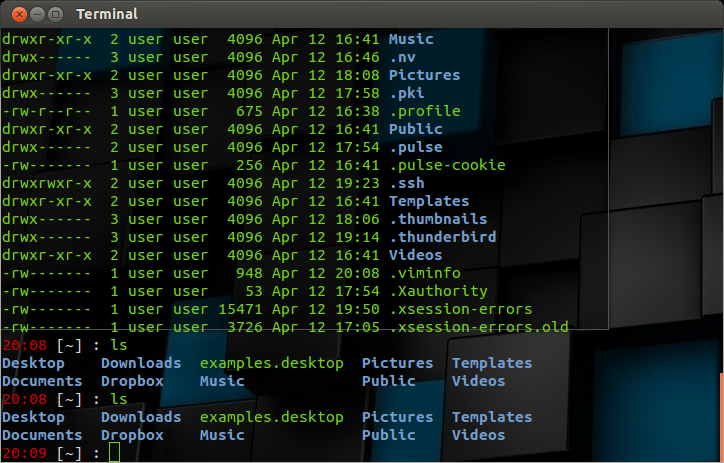 Terminal
drwxr-xr-x  2 user user  4096 Apr 12 16:41 Music
drwx------  3 user user  4096 Apr 12 16:46 .nv
drwxr-xr-x  2 user user  4096 Apr 12 18:08 Pictures
drwx------  3 user user  4096 Apr 12 17:58 .pki
-rw-r--r--  1 user user   675 Apr 12 16:38 .profile
drwxr-xr-x  2 user user  4096 Apr 12 16:41 Public
drwx------  2 user user  4096 Apr 12 17:54 .pulse
-rw-------  1 user user   256 Apr 12 16:41 .pulse-cookie
drwxrwxr-x  2 user user  4096 Apr 12 19:23 .ssh
drwxr-xr-x  2 user user  4096 Apr 12 16:41 Templates
drwx------  3 user user  4096 Apr 12 18:06 .thumbnails
drwx------  3 user user  4096 Apr 12 19:14 .thunderbird
drwxr-xr-x  2 user user  4096 Apr 12 16:41 Videos
-rw-------  1 user user   948 Apr 12 20:08 .viminfo
-rw-------  1 user user    53 Apr 12 17:54 .Xauthority
-rw-------  1 user user 15471 Apr 12 19:50 .xsession-errors
-rw-------  1 user user  3726 Apr 12 17:05 .xsession-errors.old
20:08 [~] : ls
Desktop    Downloads  examples.desktop  Pictures  Templates
Documents  Dropbox    Music             Public    Videos
20:08 [~] : ls
Desktop    Downloads  examples.desktop  Pictures  Templates
Documents  Dropbox    Music             Public    Videos
20:09 [~] :